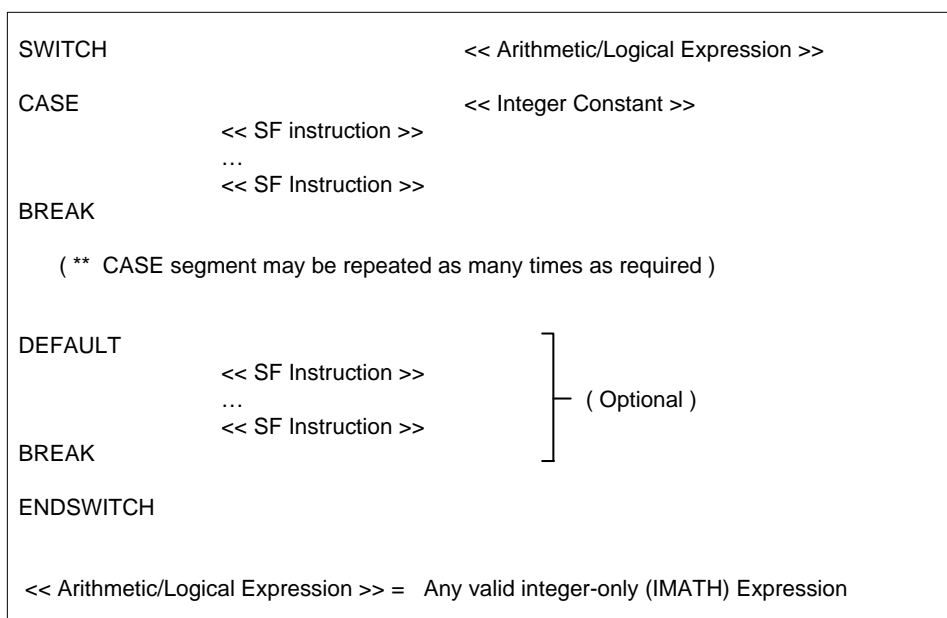 SWITCH << Arithmetic/Logical Expression >>
CASE << Integer Constant >>
<< SF instruction >>
…
<< SF Instruction >>
BREAK
( ** CASE segment may be repeated as many times as required )
DEFAULT
<< SF Instruction >>
… ( Optional )
<< SF Instruction >>
BREAK
ENDSWITCH
<< Arithmetic/Logical Expression >> = Any valid integer-only (IMATH) Expression